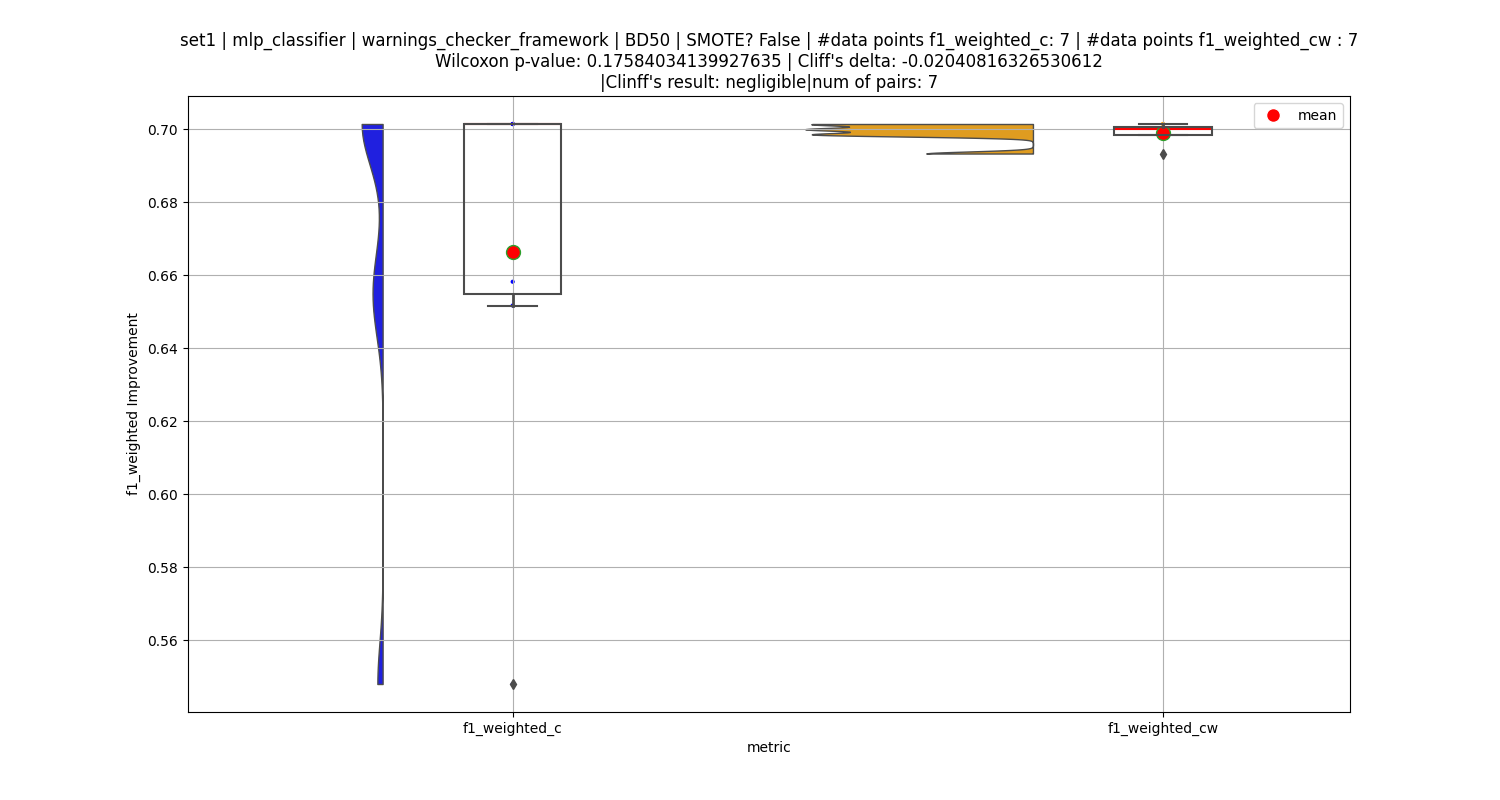 set1 | mlp_classifier | warnings_checker_framework | BD50 | SMOTE? False | #data points f1_weighted_c: 7 | #data points f1_weighted_cw : 7
Wilcoxon p-value: 0.17584034139927635 | Cliff's delta: -0.02040816326530612
|Clinff's result: negligible|num of pairs: 7
mean
0.70
0.68
0.66
0.64
0.62
0.60
0.58
0.56
f1_weighted Improvement
f1_weighted_c
f1_weighted_cw
metric